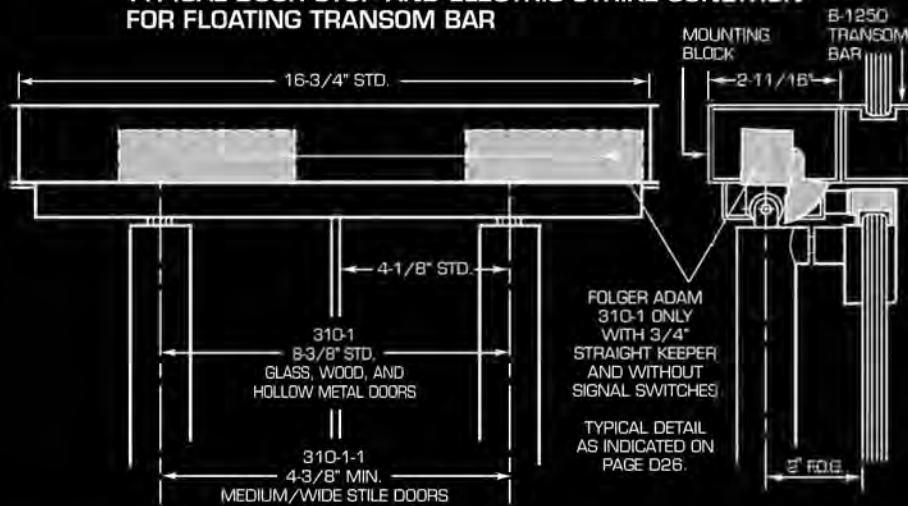 FOR FLOATING TRANSOM BAR
16-3/4" STD.
MOUNTING
BLOCK
B-1250
TRANSOM
BAR
2-11/16"
4-1/8" STD.
310-1
8-3/8" STD.
GLASS, WOOD, AND
HOLLOW METAL DOORS
310-1-1
4-3/8" MIN.
MEDIUM/WIDE STILE DOORS
FOLGER ADAM
310-1 ONLY
WITH 3/4"
STRAIGHT KEEPER
AND WITHOUT
SIGNAL SWITCHES
TYPICAL DETAIL
AS INDICATED ON
PAGE D26.